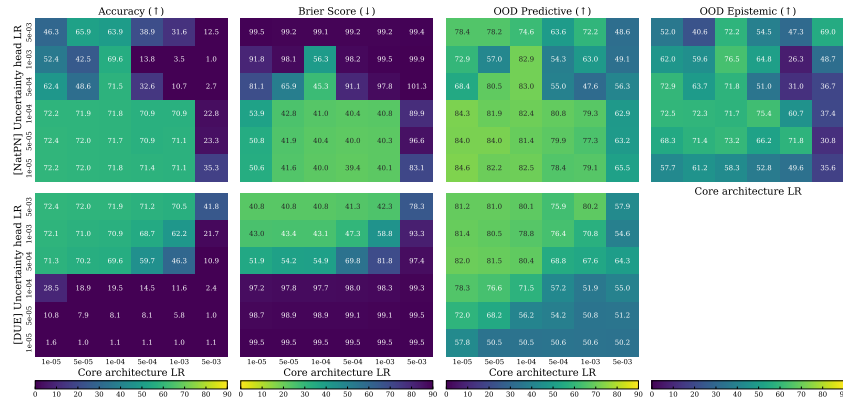 Accuracy (↑) Brier Score (↓) OOD Predictive (↑) OOD Epistemic (↑)
[NatPN] Uncertainty head LR
5e-03 46.3 65.9 63.9 38.9 31.6 12.5 99.5 99.2 99.1 99.2 99.2 99.4 78.4 78.2 74.6 63.6 72.2 48.6 52.0 40.6 72.2 54.5 47.3 69.0
1e-03 52.4 42.5 69.6 13.8 3.5 1.0 91.8 98.1 56.3 98.2 99.5 99.9 72.9 57.0 82.9 54.3 63.0 49.1 62.0 59.6 76.5 64.8 26.3 48.7
5e-04 62.4 48.6 71.5 32.6 10.7 2.7 81.1 65.9 45.3 91.1 97.8 101.3 68.4 80.5 83.0 55.0 47.6 56.3 72.9 63.7 71.8 51.0 31.0 36.7
1e-04 72.2 71.9 71.8 70.9 70.9 22.8 53.9 42.8 41.0 40.4 40.8 89.9 84.3 81.9 82.4 80.8 79.3 62.9 72.5 72.3 71.7 75.4 60.7 37.4
5e-05 72.4 72.0 71.7 70.9 71.1 23.3 50.8 41.9 40.7 40.3 40.3 96.6 84.0 84.0 81.4 79.9 77.3 63.2 68.3 71.4 73.2 66.2 71.8 30.8
1e-05 72.2 72.0 71.8 71.4 71.1 35.3 50.6 41.6 40.0 39.4 40.1 83.1 84.6 82.2 82.5 78.4 79.1 65.5 57.7 61.2 58.3 52.8 49.6 35.6
Core architecture LR
[DUE] Uncertainty head LR
5e-03 72.4 72.0 71.9 71.2 70.5 41.8 40.8 40.8 40.8 41.3 42.3 78.3 81.2 81.2 80.1 75.9 80.2 57.9
1e-03 72.1 71.0 70.9 68.7 62.2 21.7 43.0 43.4 43.1 47.3 58.8 93.3 81.4 80.5 78.8 76.4 70.8 54.6
5e-04 71.3 70.2 69.6 59.7 46.3 10.9 51.9 54.2 54.9 69.8 81.8 97.4 82.0 81.5 80.4 68.8 67.6 64.3
1e-04 28.5 18.9 19.5 14.5 11.6 2.4 97.2 97.8 97.7 98.0 98.3 99.3 78.3 76.6 71.5 57.2 51.9 55.0
5e-05 10.8 7.9 8.1 8.1 5.8 1.0 98.7 98.9 98.9 99.1 99.1 99.5 72.0 68.2 56.2 54.2 50.8 51.2
1e-05 1.6 1.0 1.1 1.1 1.0 1.0 99.5 99.5 99.5 99.5 99.5 99.5 57.8 50.5 50.5 50.6 50.6 50.2
1e-05 5e-05 1e-04 5e-04 1e-03 5e-03 1e-05 5e-05 1e-04 5e-04 1e-03 5e-03 1e-05 5e-05 1e-04 5e-04 1e-03 5e-03
Core architecture LR Core architecture LR Core architecture LR
0 10 20 30 40 50 60 70 80 90 0 10 20 30 40 50 60 70 80 90 0 10 20 30 40 50 60 70 80 90 0 10 20 30 40 50 60 70 80 90